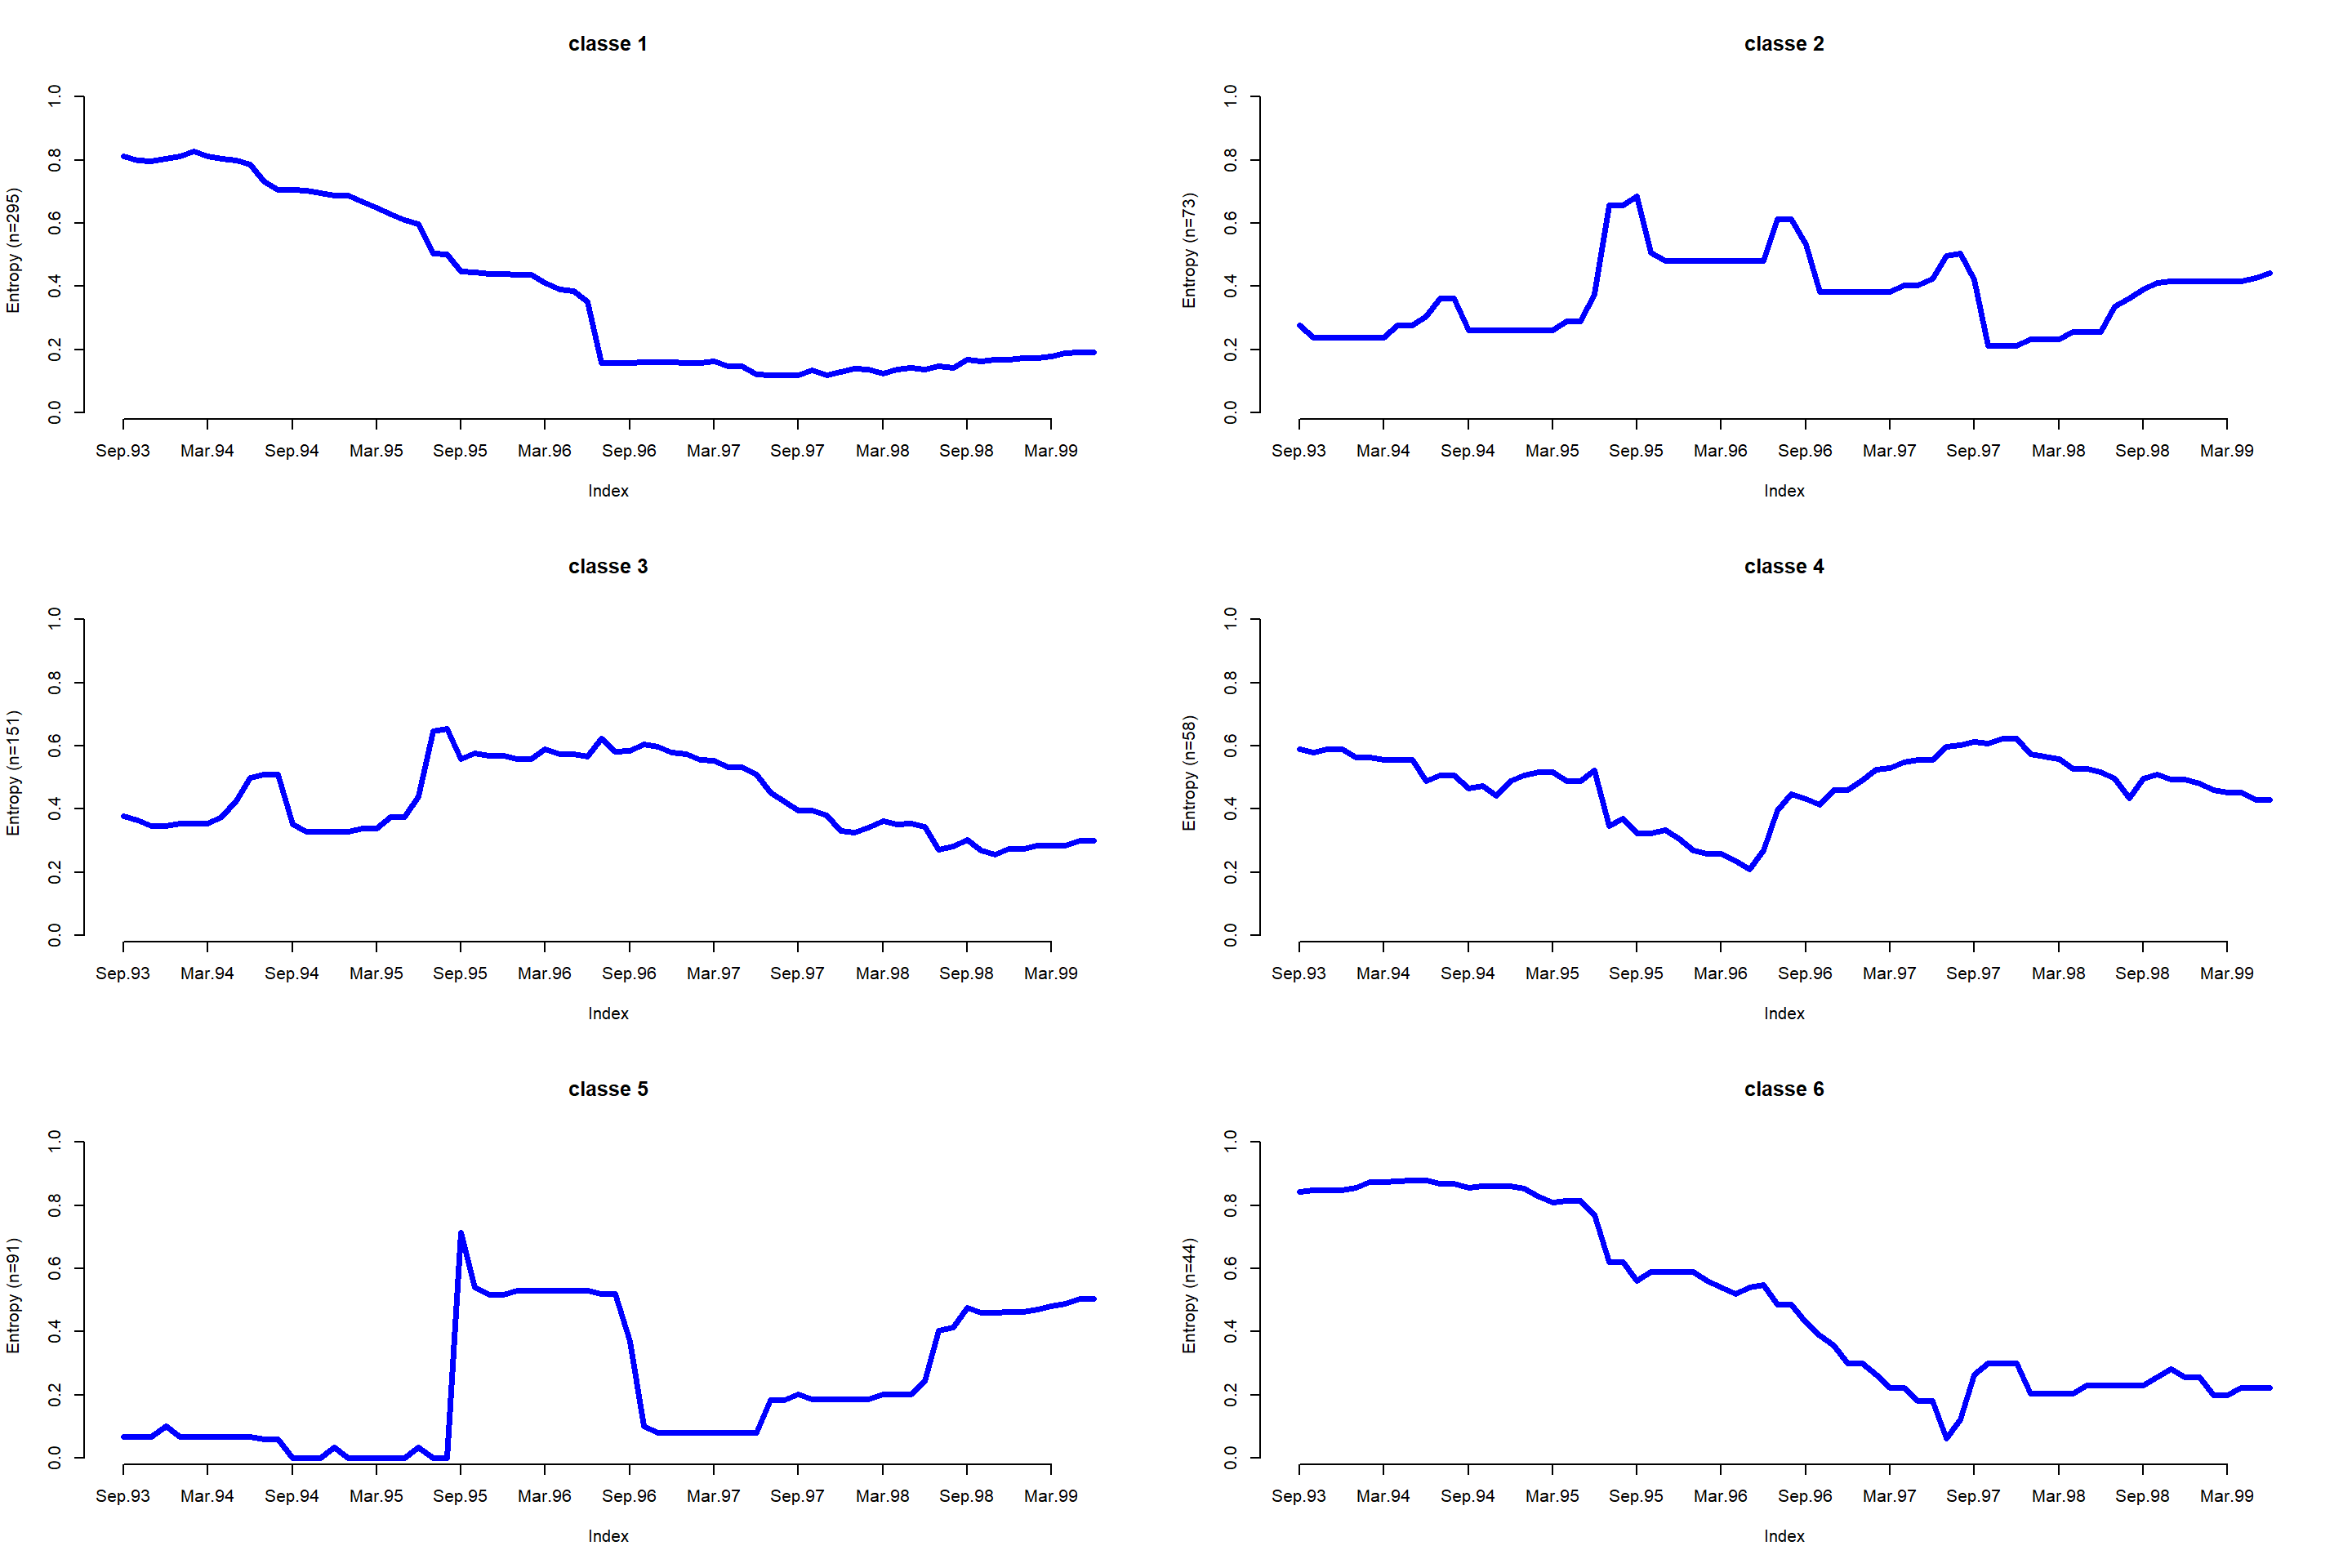 classe 1
Entropy (n=295)
1.0
0.8
0.6
0.4
0.2
0.0
Sep.93 Mar.94 Sep.94 Mar.95 Sep.95 Mar.96 Sep.96 Mar.97 Sep.97 Mar.98 Sep.98 Mar.99
Index
classe 2
Entropy (n=73)
1.0
0.8
0.6
0.4
0.2
0.0
Sep.93 Mar.94 Sep.94 Mar.95 Sep.95 Mar.96 Sep.96 Mar.97 Sep.97 Mar.98 Sep.98 Mar.99
Index
classe 3
Entropy (n=151)
1.0
0.8
0.6
0.4
0.2
0.0
Sep.93 Mar.94 Sep.94 Mar.95 Sep.95 Mar.96 Sep.96 Mar.97 Sep.97 Mar.98 Sep.98 Mar.99
Index
classe 4
Entropy (n=58)
1.0
0.8
0.6
0.4
0.2
0.0
Sep.93 Mar.94 Sep.94 Mar.95 Sep.95 Mar.96 Sep.96 Mar.97 Sep.97 Mar.98 Sep.98 Mar.99
Index
classe 5
Entropy (n=91)
1.0
0.8
0.6
0.4
0.2
0.0
Sep.93 Mar.94 Sep.94 Mar.95 Sep.95 Mar.96 Sep.96 Mar.97 Sep.97 Mar.98 Sep.98 Mar.99
Index
classe 6
Entropy (n=44)
1.0
0.8
0.6
0.4
0.2
0.0
Sep.93 Mar.94 Sep.94 Mar.95 Sep.95 Mar.96 Sep.96 Mar.97 Sep.97 Mar.98 Sep.98 Mar.99
Index